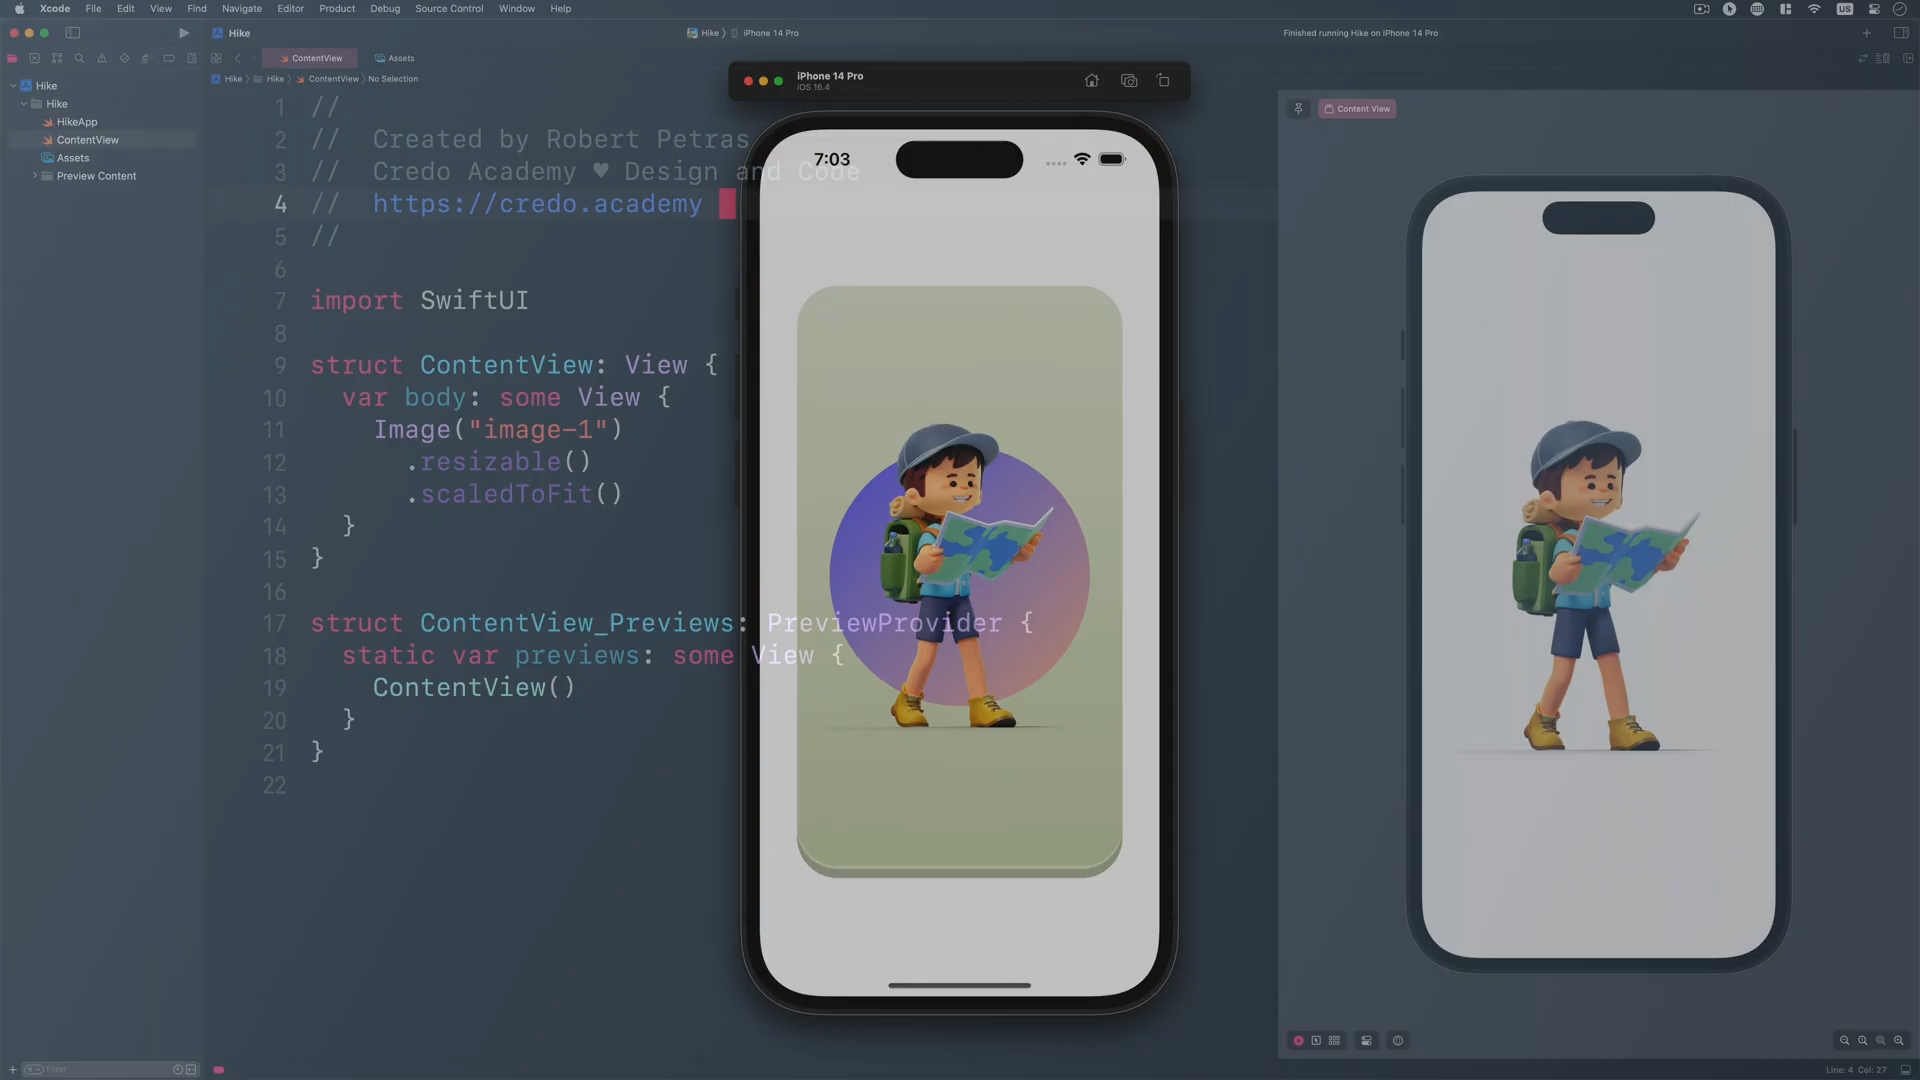 Xcode File Edit View Find Navigate Editor Product Debug Source Control Window Help US
Hike
Hike 〉 iPhone 14 Pro
Finished running Hike on iPhone 14 Pro
ContentView
Assets
Hike 〉 Hike 〉 ContentView 〉 No Selection
Hike
Hike
HikeApp
ContentView
Assets
Preview Content
Filter
1 //
2 //  Created by Robert Petras
3 //  Credo Academy ♥ Design and Code
4 //  https://credo.academy
5 //
6
7 import SwiftUI
8
9 struct ContentView: View {
10   var body: some View {
11     Image("image-1")
12       .resizable()
13       .scaledToFit()
14   }
15 }
16
17 struct ContentView_Previews: PreviewProvider {
18   static var previews: some View {
19     ContentView()
20   }
21 }
22
iPhone 14 Pro
iOS 16.4
7:03
Content View
Line: 4 Col: 27